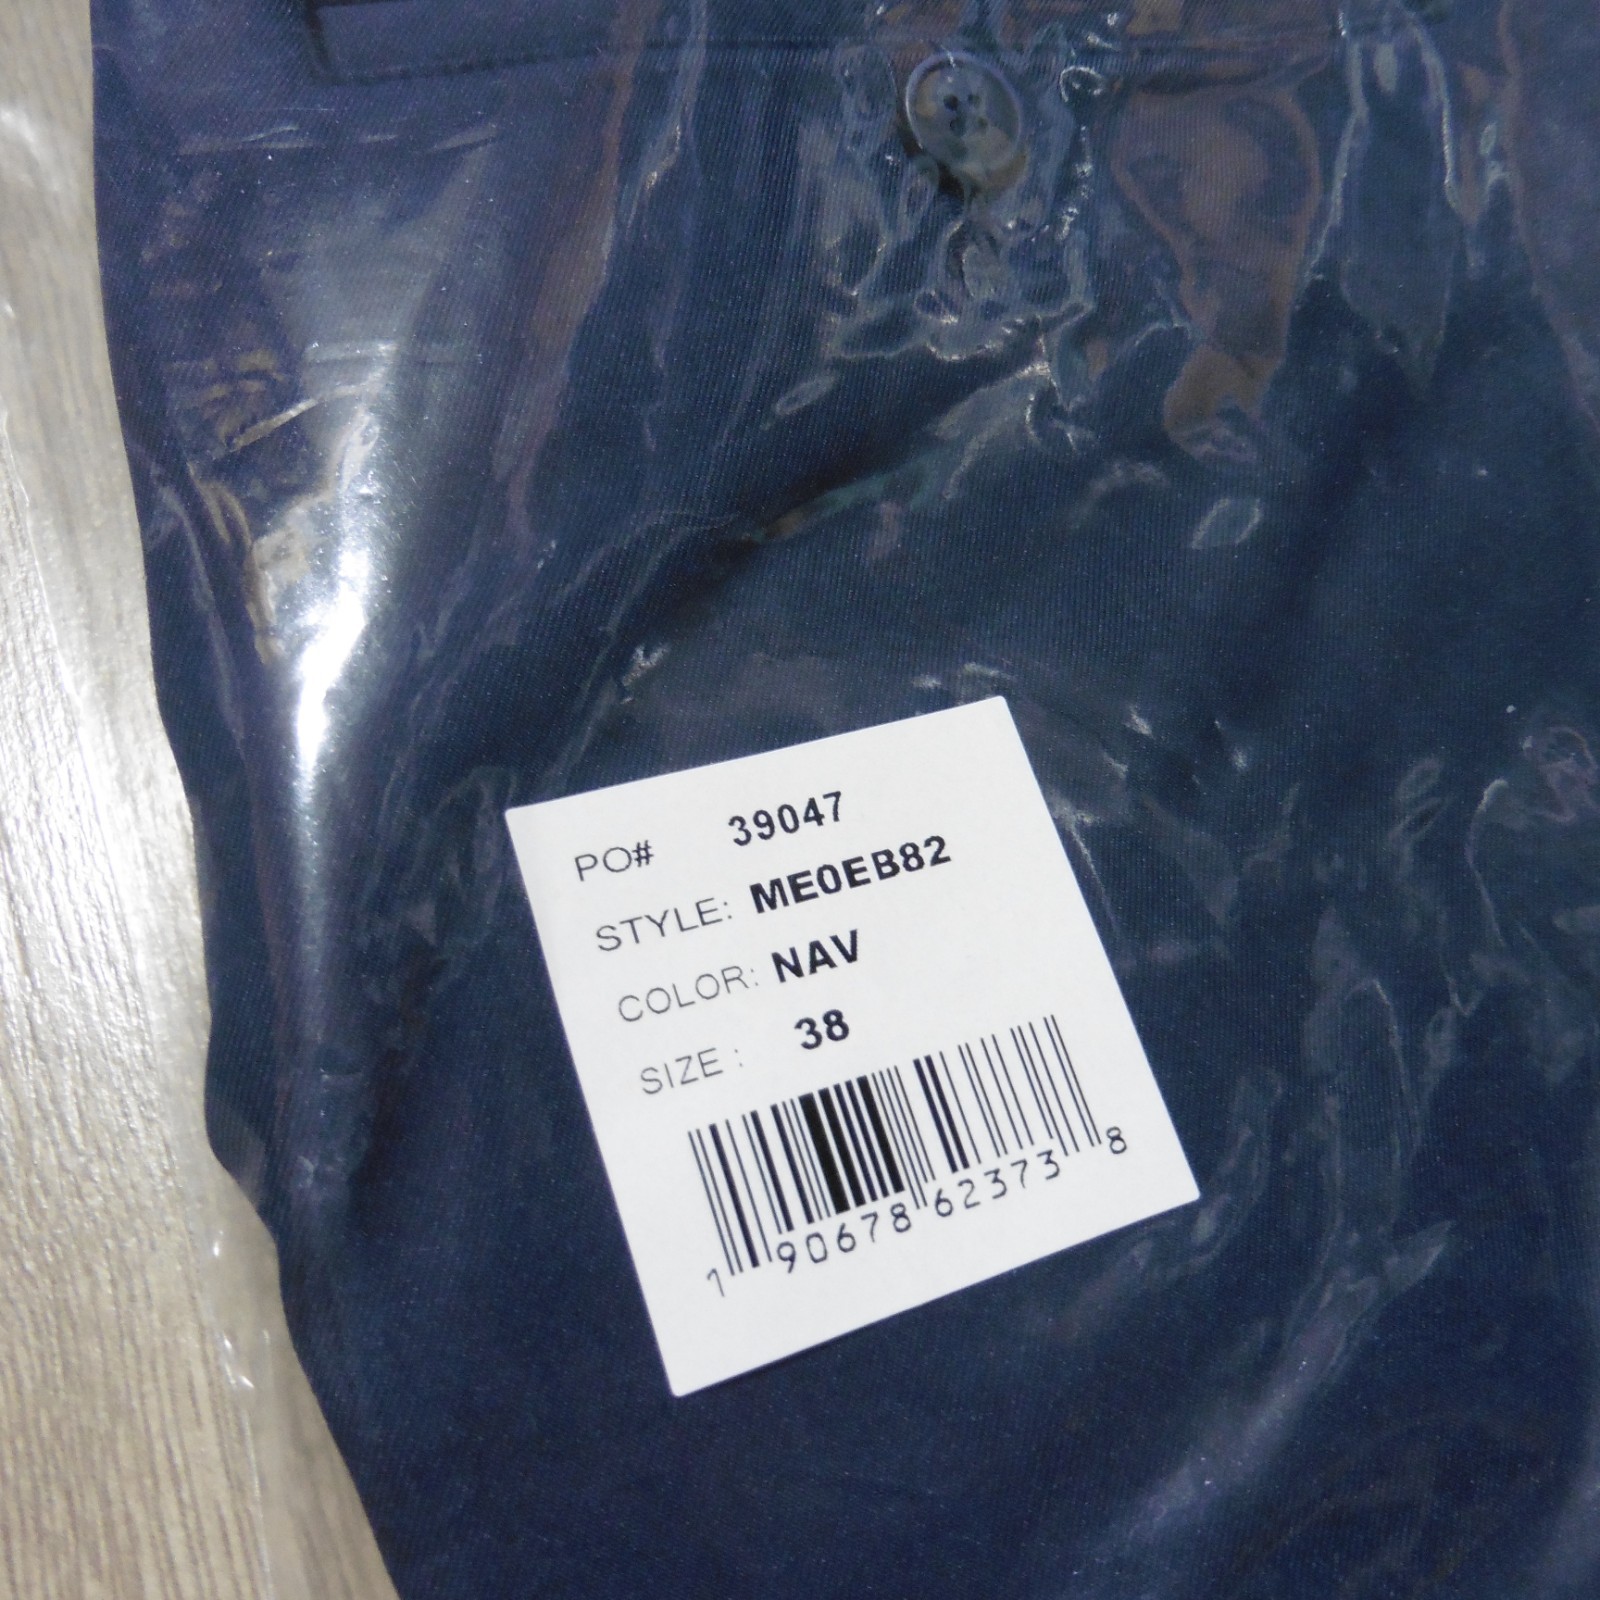 PO# 39047
STYLE: ME0EB82
COLOR: NAV
SIZE : 38
1 90678 62373 8